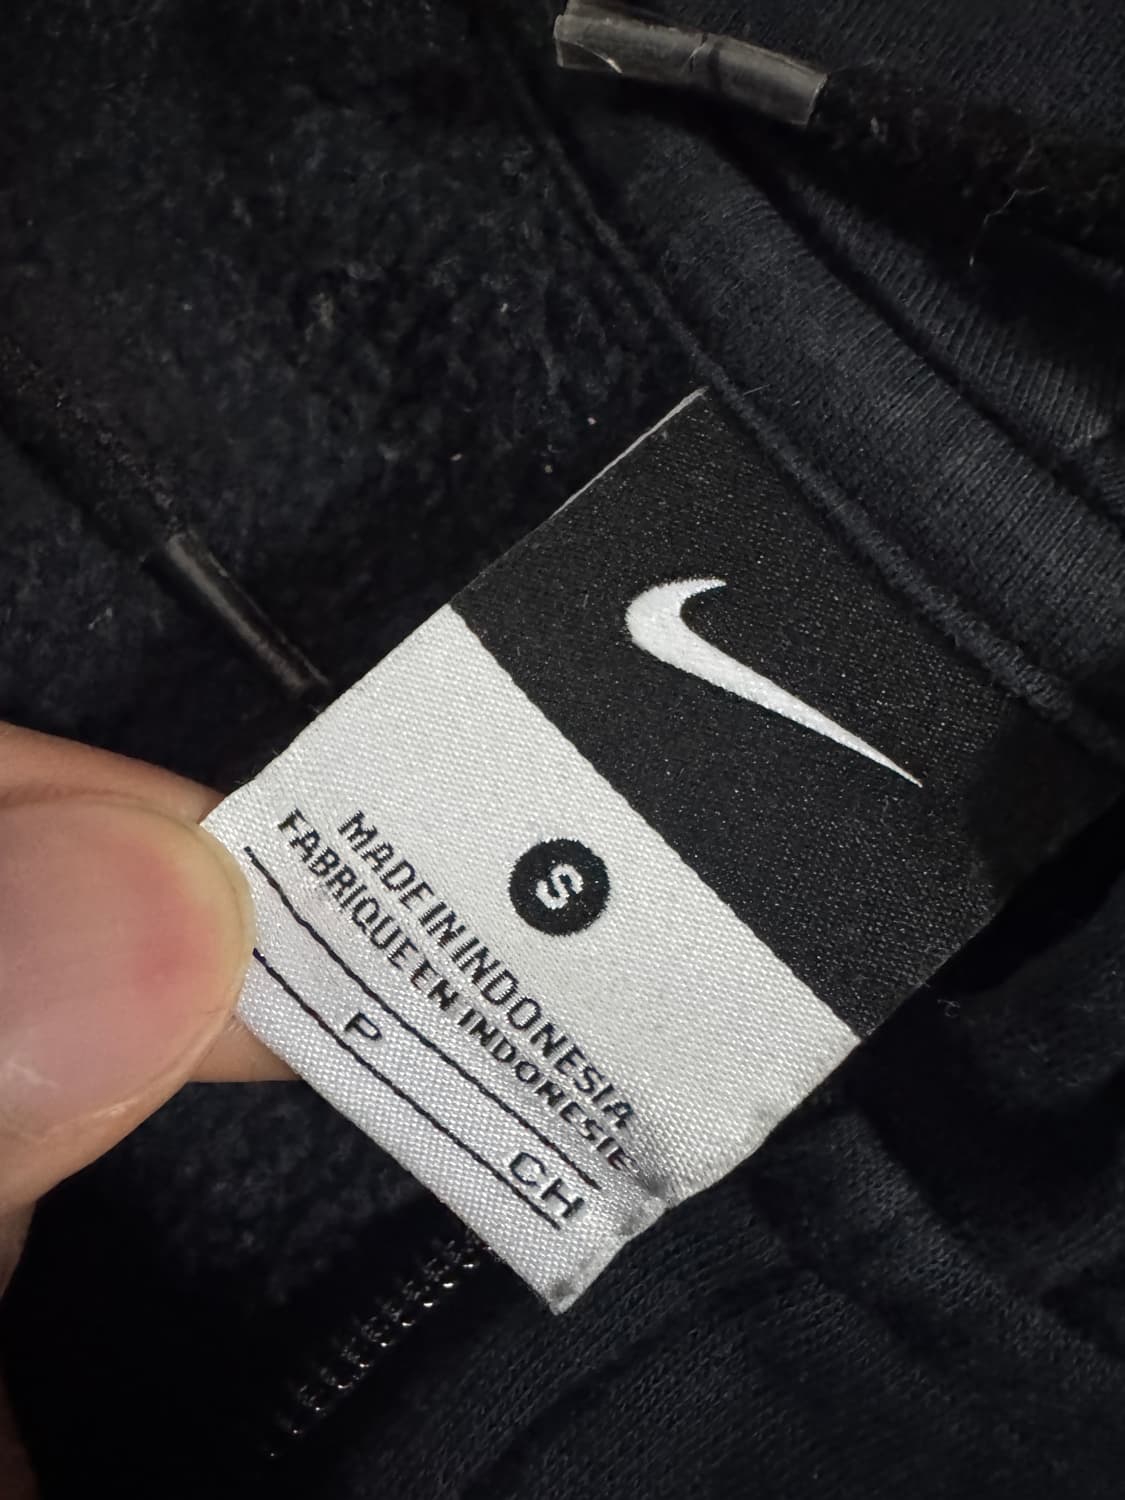 S
MADE IN INDONESIA
FABRIQUE EN INDONESIE
P CH